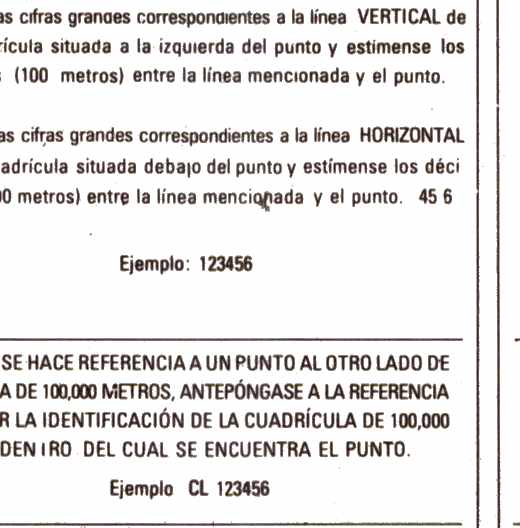 as cifras grandes correspondientes a la línea VERTICAL de
rícula situada a la izquierda del punto y estímense los
(100 metros) entre la línea mencionada y el punto.
as cifras grandes correspondientes a la línea HORIZONTAL
adrícula situada debajo del punto y estímense los déci
00 metros) entre la línea mencionada y el punto. 45 6
Ejemplo: 123456
SE HACE REFERENCIA A UN PUNTO AL OTRO LADO DE
A DE 100,000 METROS, ANTEPÓNGASE A LA REFERENCIA
R LA IDENTIFICACIÓN DE LA CUADRÍCULA DE 100,000
DENTRO DEL CUAL SE ENCUENTRA EL PUNTO.
Ejemplo CL 123456